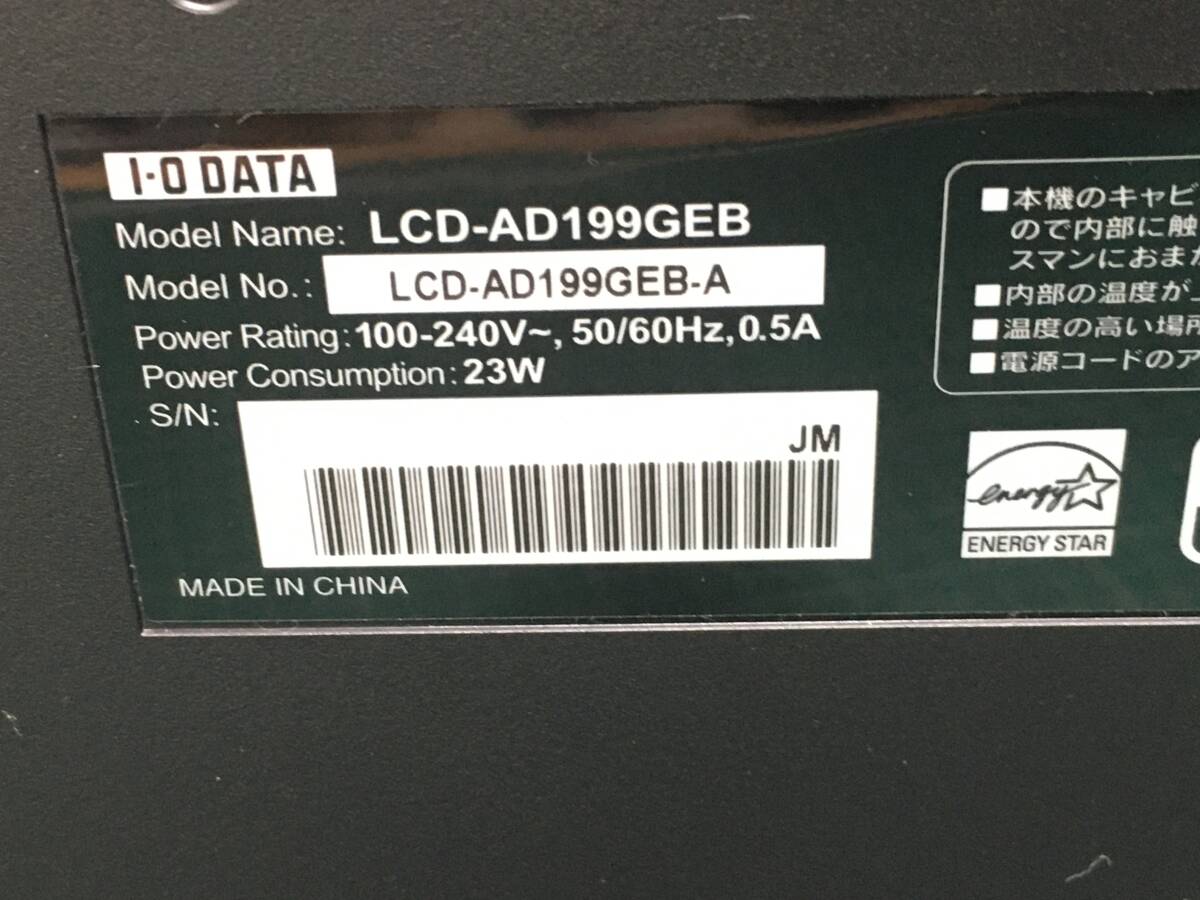 I-O DATA
Model Name: LCD-AD199GEB
Model No.: LCD-AD199GEB-A
Power Rating: 100-240V~, 50/60Hz, 0.5A
Power Consumption: 23W
S/N:
JM
MADE IN CHINA
■本機のキャビ
ので内部に触
スマンにおまか
■内部の温度が
■温度の高い場所
■電源コードのア
energy
ENERGY STAR